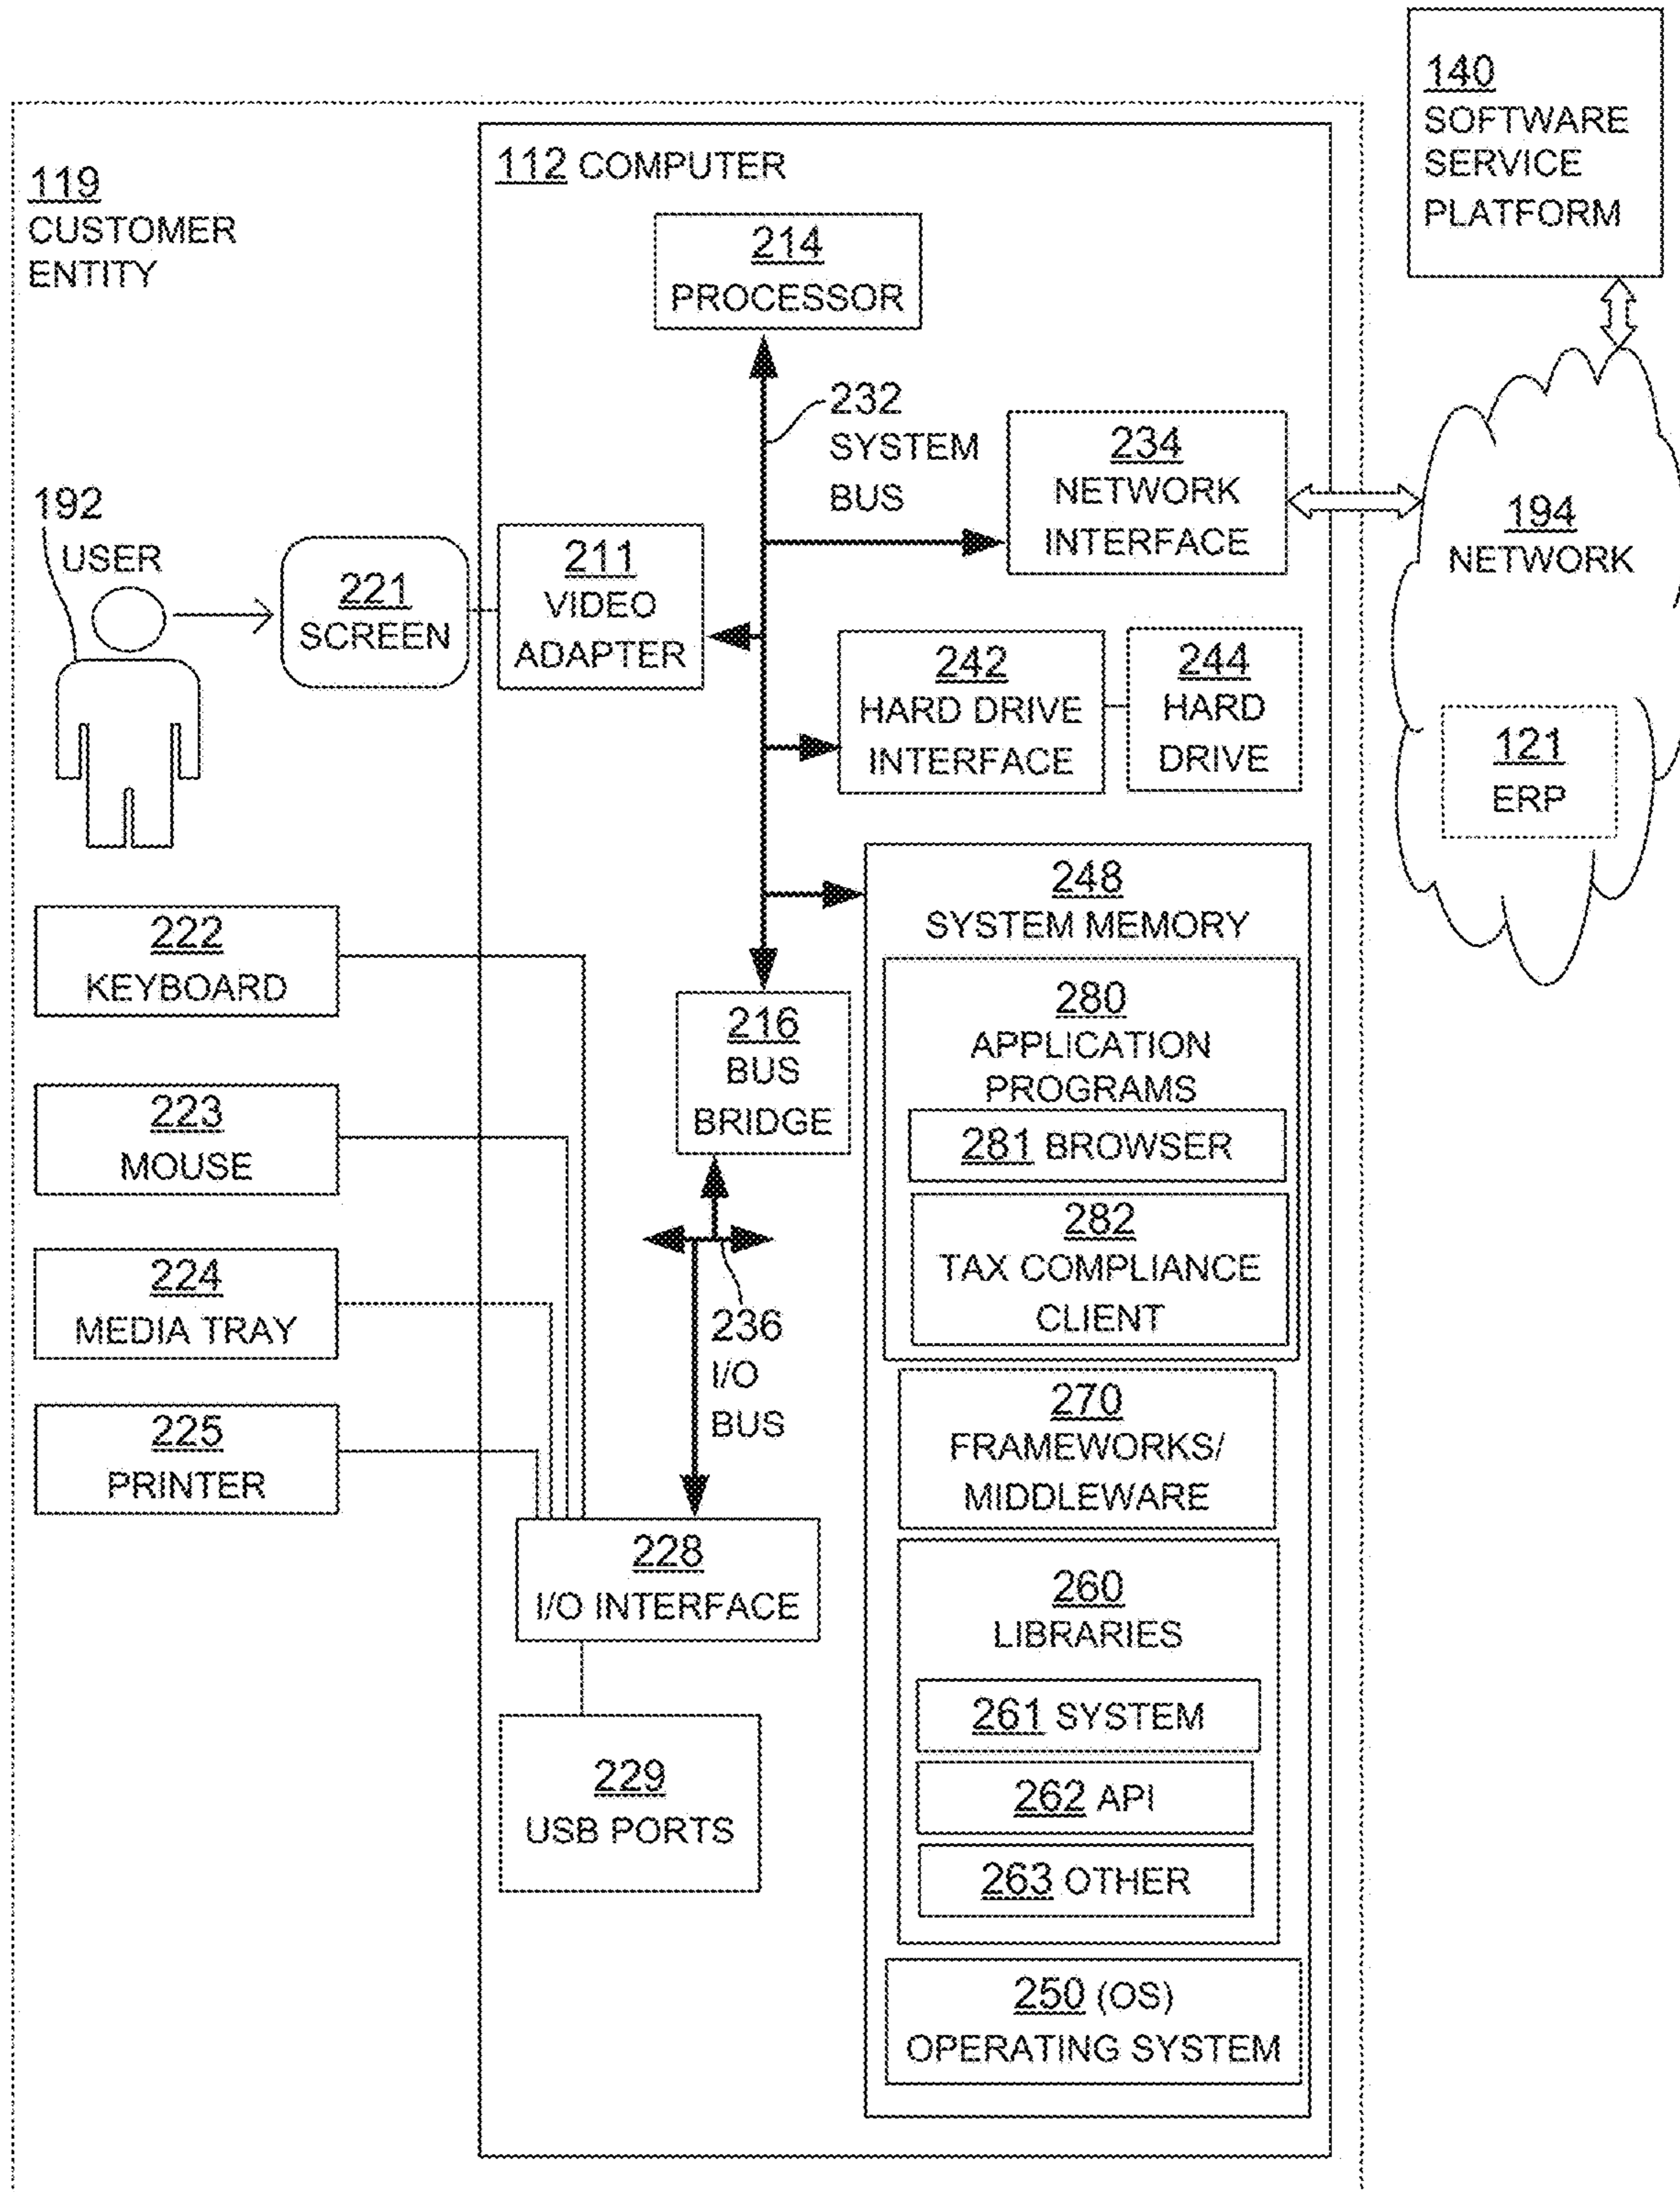 140
SOFTWARE
SERVICE
PLATFORM
119
CUSTOMER
ENTITY
112 COMPUTER
214
PROCESSOR
232
SYSTEM
BUS
234
NETWORK
INTERFACE
194
NETWORK
121
ERP
192
USER
221
SCREEN
211
VIDEO
ADAPTER
242
HARD DRIVE
INTERFACE
244
HARD
DRIVE
248
SYSTEM MEMORY
222
KEYBOARD
223
MOUSE
224
MEDIA TRAY
225
PRINTER
216
BUS
BRIDGE
236
I/O
BUS
228
I/O INTERFACE
229
USB PORTS
280
APPLICATION
PROGRAMS
281 BROWSER
282
TAX COMPLIANCE
CLIENT
270
FRAMEWORKS/
MIDDLEWARE
260
LIBRARIES
261 SYSTEM
262 API
263 OTHER
250 (OS)
OPERATING SYSTEM